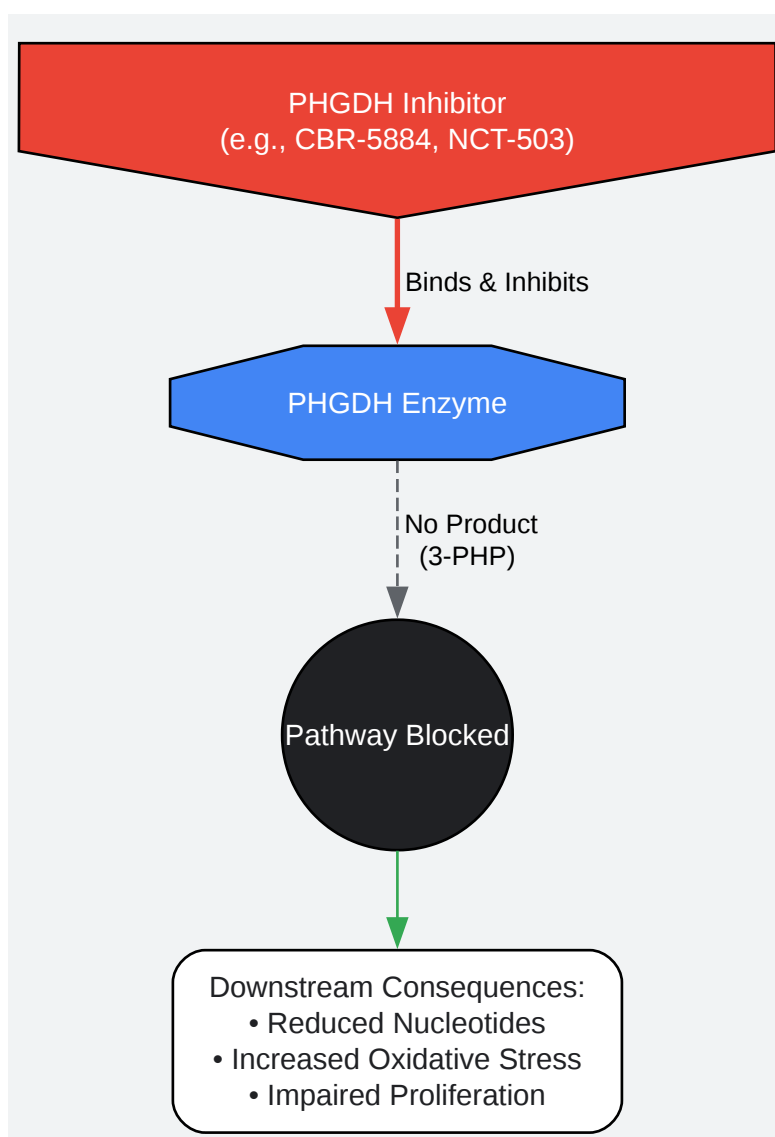 PHGDH Inhibitor
(e.g., CBR-5884, NCT-503)
Binds & Inhibits
PHGDH Enzyme
No Product
(3-PHP)
Pathway Blocked
Downstream Consequences:
• Reduced Nucleotides
• Increased Oxidative Stress
• Impaired Proliferation